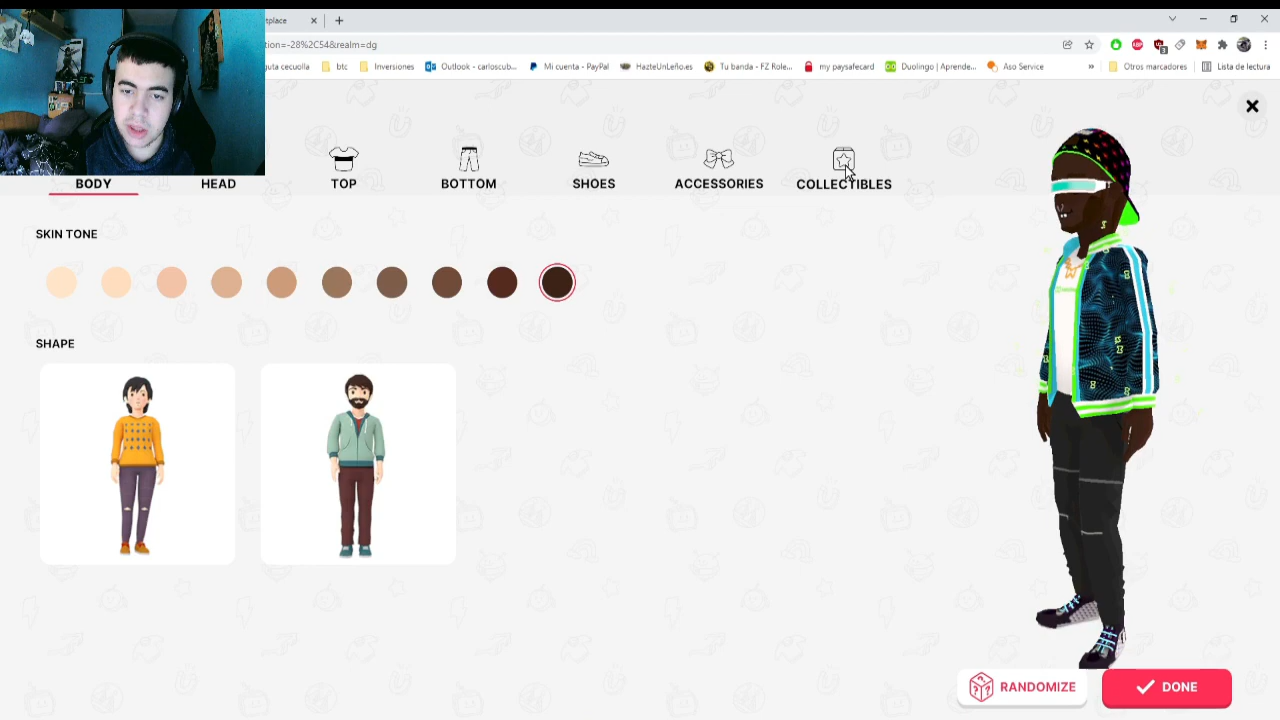 tplace
tion=-28%2C54&realm=dg
guta cecuolla
btc
Inversiones
Outlook - carloscub...
Mi cuenta - PayPal
HazteUnLeño.es
Tu banda - FZ Role...
my paysafecard
Duolingo | Aprende...
Aso Service
»
Otros marcadores
Lista de lectura
BODY
HEAD
TOP
BOTTOM
SHOES
ACCESSORIES
COLLECTIBLES
SKIN TONE
SHAPE
RANDOMIZE
DONE